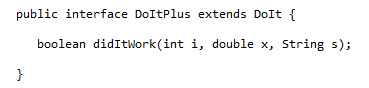 public interface DoItPlus extends DoIt {
boolean didItWork(int i, double x, String s);
}